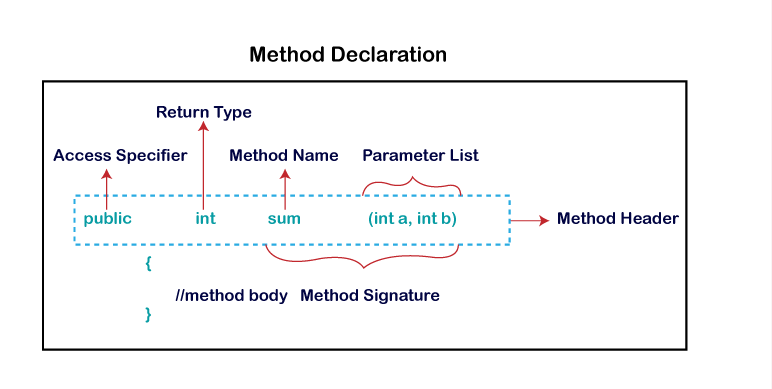 Method Declaration
Return Type
Access Specifier Method Name Parameter List
public int sum (int a, int b) Method Header
{
//method body Method Signature
}